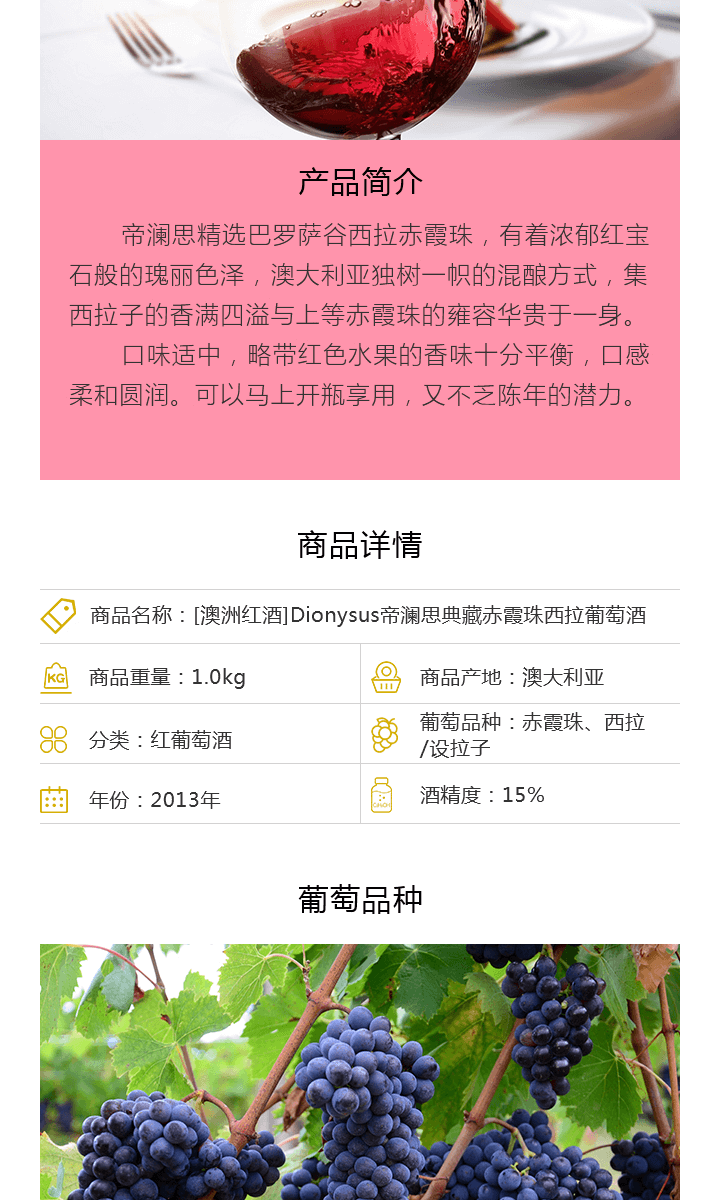 产品简介
帝澜思精选巴罗萨谷西拉赤霞珠，有着浓郁红宝
石般的瑰丽色泽，澳大利亚独树一帜的混酿方式，集
西拉子的香满四溢与上等赤霞珠的雍容华贵于一身。
口味适中，略带红色水果的香味十分平衡，口感
柔和圆润。可以马上开瓶享用，又不乏陈年的潜力。
商品详情
商品名称：[澳洲红酒]Dionysus帝澜思典藏赤霞珠西拉葡萄酒
KG
商品重量：1.0kg
商品产地：澳大利亚
分类：红葡萄酒
葡萄品种：赤霞珠、西拉
/设拉子
年份：2013年
酒精度：15%
葡萄品种